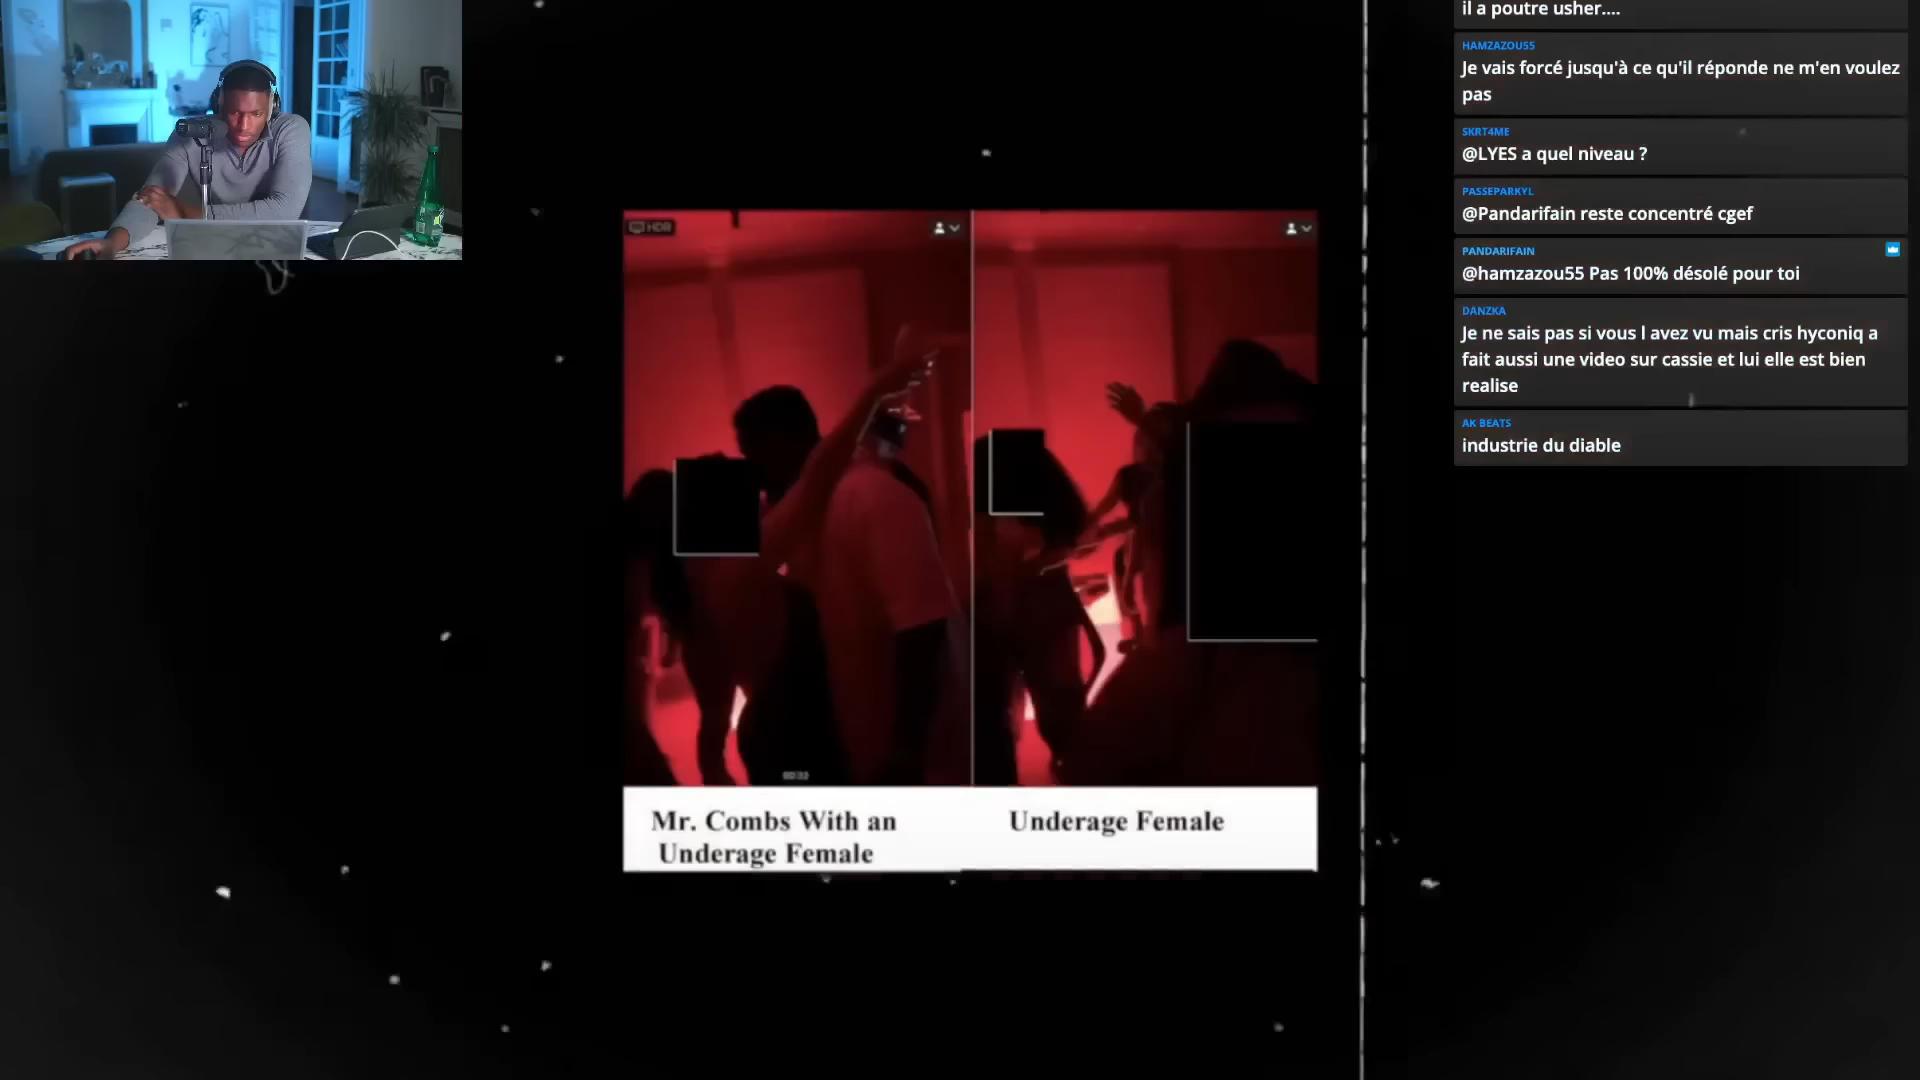 HDR
00:32
Mr. Combs With an
Underage Female
Underage Female
il a poutre usher....
HAMZAZOU55
Je vais forcé jusqu'à ce qu'il réponde ne m'en voulez
pas
SKRT4ME
@LYES a quel niveau ?
PASSEPARKYL
@Pandarifain reste concentré cgef
PANDARIFAIN
@hamzazou55 Pas 100% désolé pour toi
DANZKA
Je ne sais pas si vous l avez vu mais cris hyconiq a
fait aussi une video sur cassie et lui elle est bien
realise
AK BEATS
industrie du diable